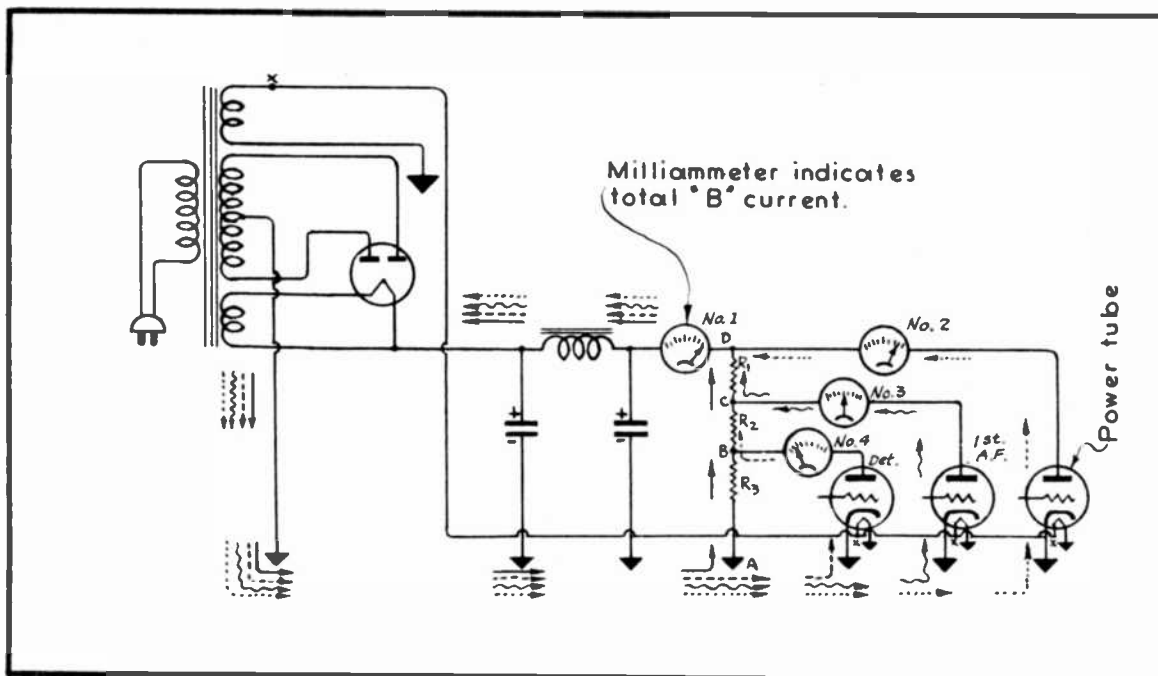 x
Milliammeter indicates
total "B" current.
No.1
No.2
D
R1
No.3
C
R2
No.4
B
R3
Det.
1st.
A.F.
Power tube
+
-
+
-
x
x
x
A